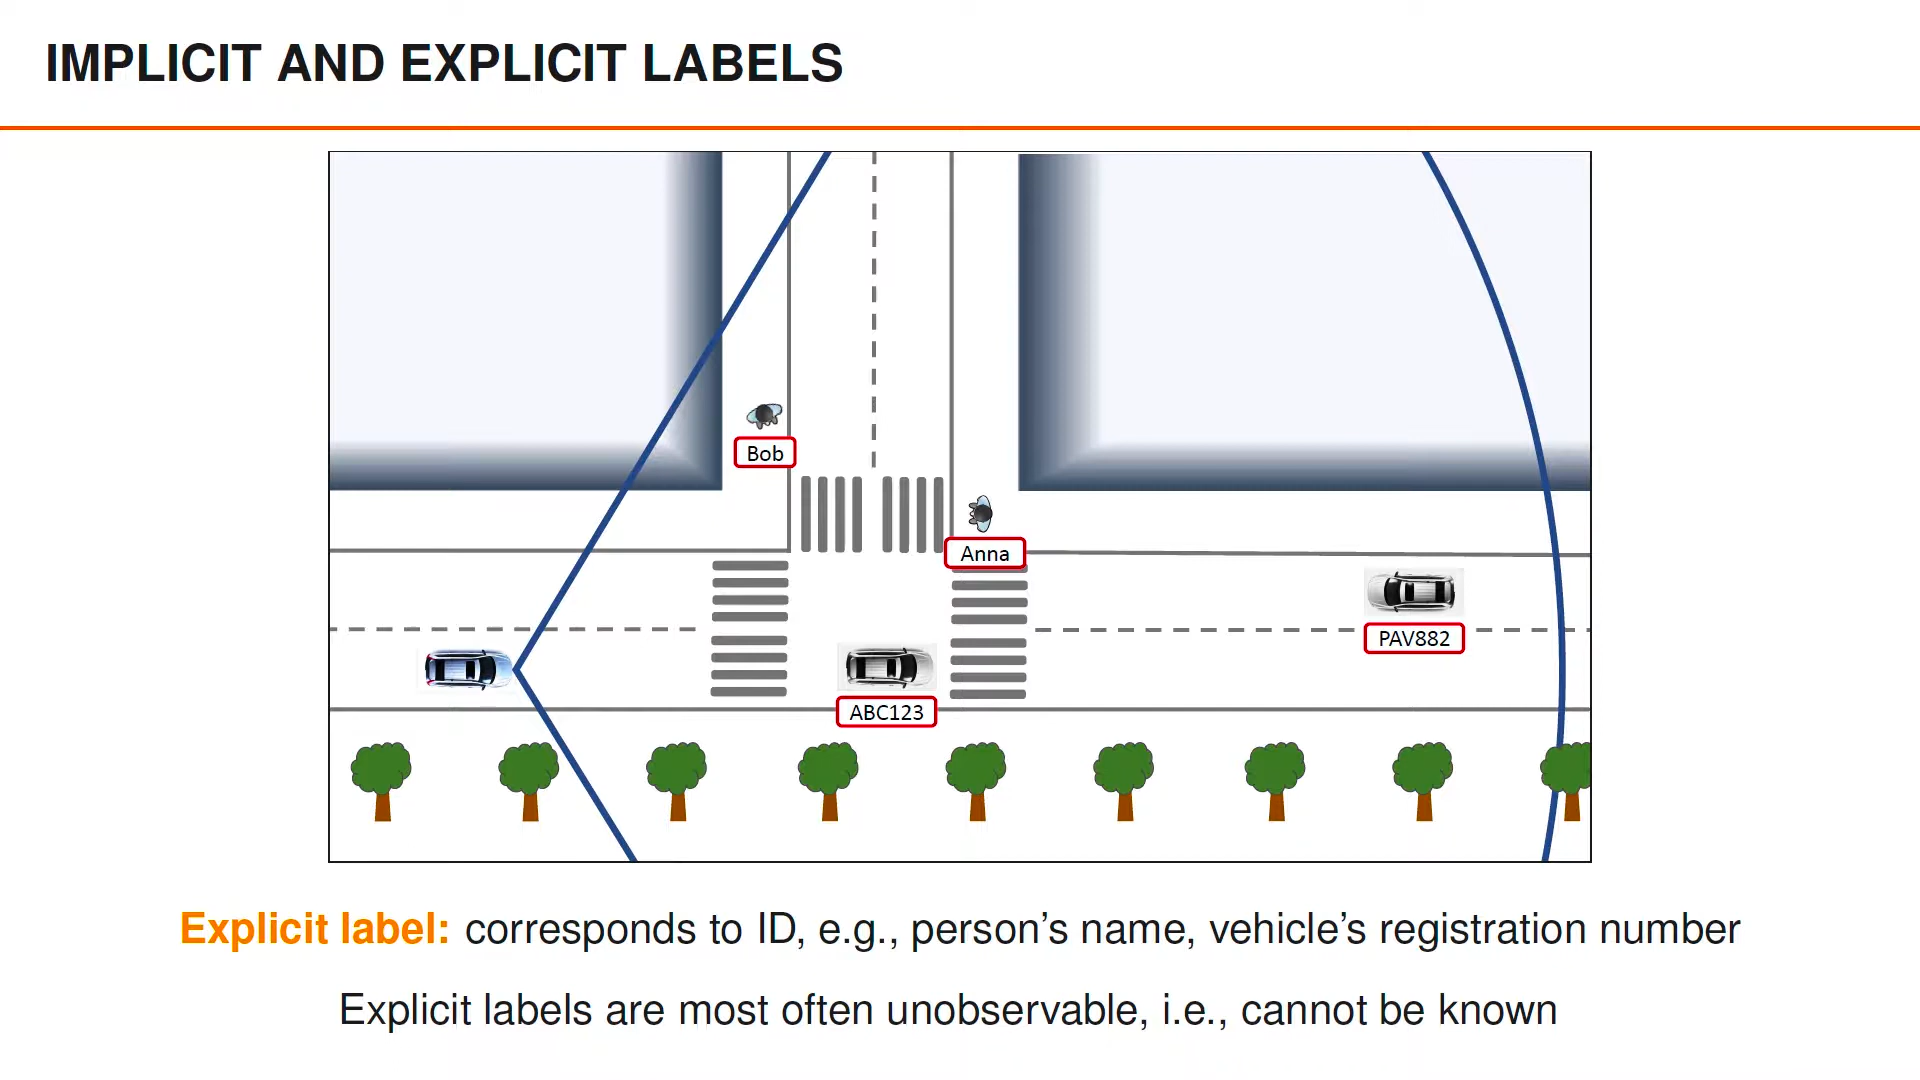 IMPLICIT AND EXPLICIT LABELS
Bob
Anna
PAV882
ABC123
Explicit label: corresponds to ID, e.g., person’s name, vehicle’s registration number
Explicit labels are most often unobservable, i.e., cannot be known